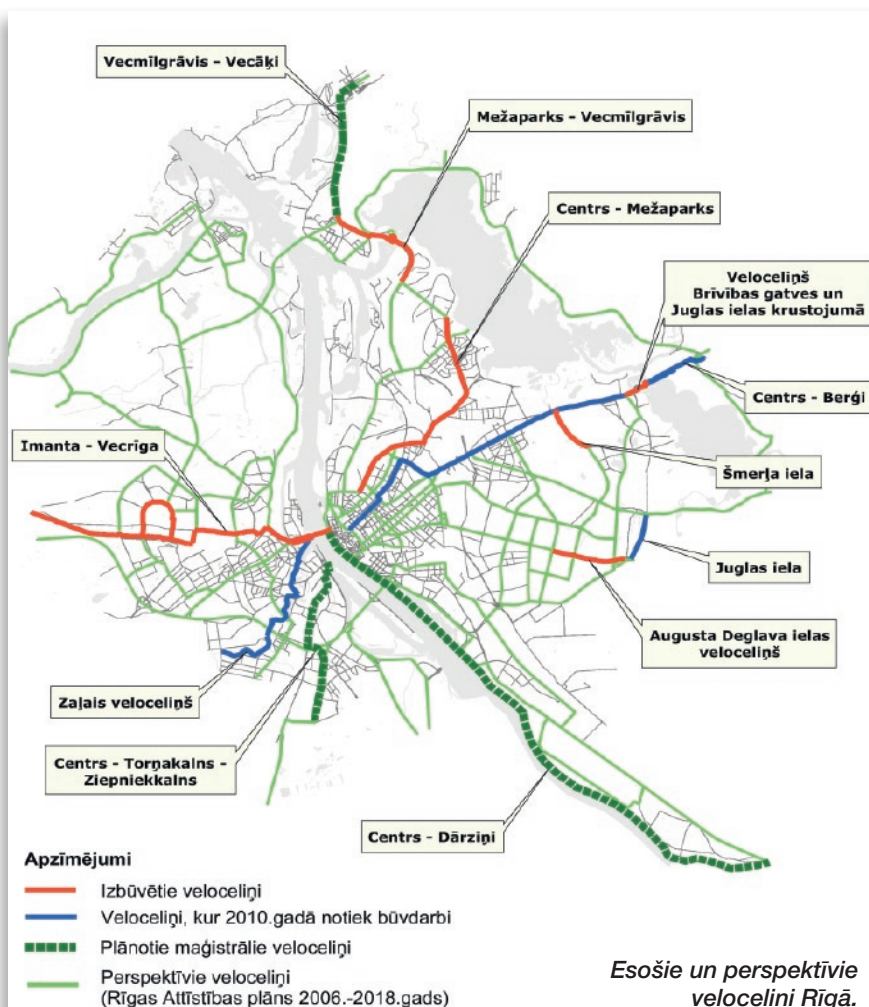 Vecmīlgrāvis - Vecāķi
Mežaparks - Vecmīlgrāvis
Centrs - Mežaparks
Veloceliņš
Brīvības gatves un
Juglas ielas krustojumā
Centrs - Berģi
Imanta - Vecrīga
Šmerļa iela
Juglas iela
Augusta Deglava ielas
veloceliņš
Zaļais veloceliņš
Centrs - Torņakalns -
Ziepniekkalns
Centrs - Dārziņi
Apzīmējumi
Izbūvētie veloceliņi
Veloceliņi, kur 2010.gadā notiek būvdarbi
Plānotie maģistrālie veloceliņi
Perspektīvie veloceliņi
(Rīgas Attīstības plāns 2006.-2018.gads)
Esošie un perspektīvie
veloceliņi Rīgā.